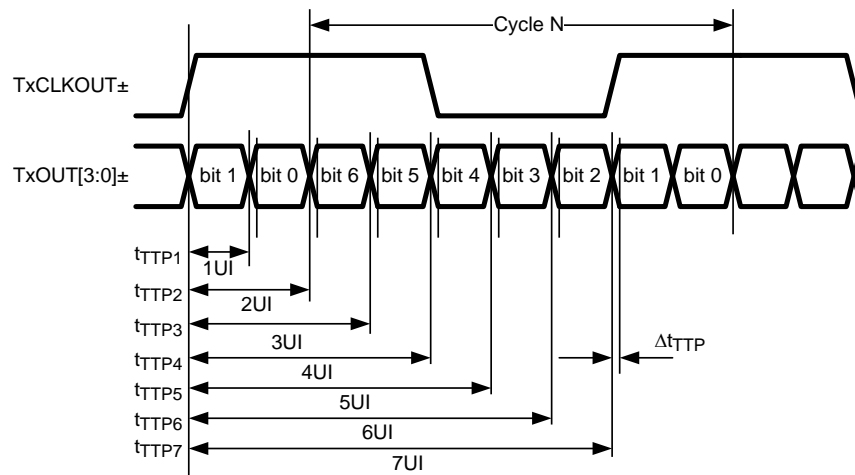 Cycle N
TxCLKOUT±
TxOUT[3:0]±
bit 1 bit 0 bit 6 bit 5 bit 4 bit 3 bit 2 bit 1 bit 0
tTTP1
1UI
tTTP2
2UI
tTTP3
3UI
tTTP4
4UI
ΔtTTP
tTTP5
5UI
tTTP6
6UI
tTTP7
7UI